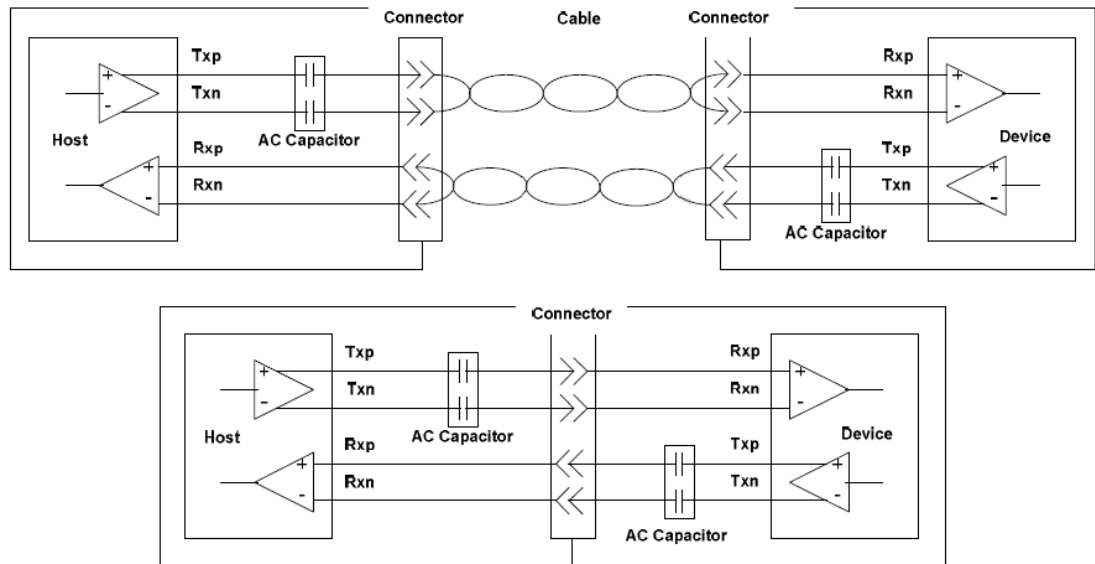 Connector Cable Connector
Txp Rxp
+ +
Txn Rxn
- -
Host AC Capacitor Device
Rxp Txp
+ +
Rxn Txn
- -
AC Capacitor
Connector
Txp Rxp
+ +
Txn Rxn
- -
Host AC Capacitor Device
Rxp Txp
+ +
Rxn Txn
- -
AC Capacitor